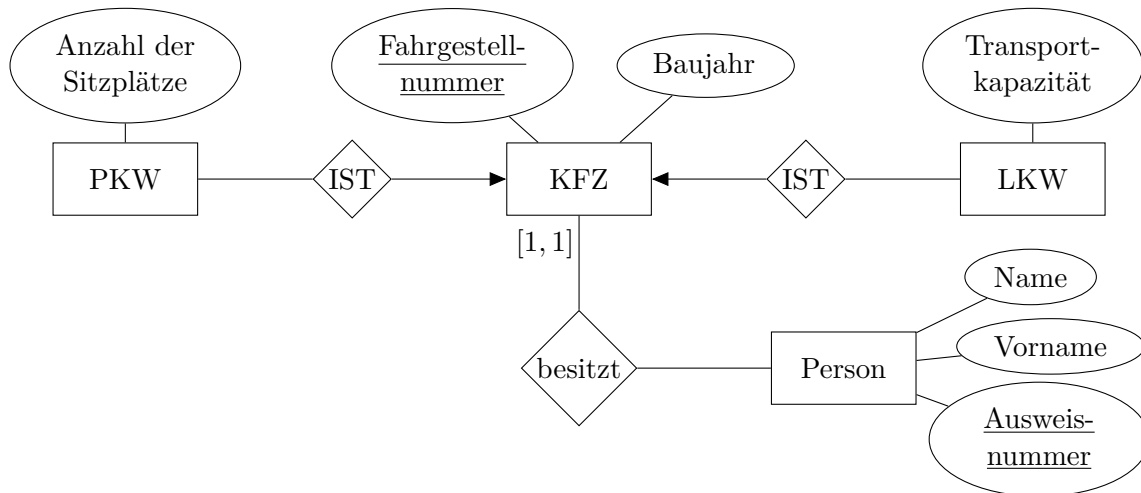 Anzahl der
Sitzplätze
Fahrgestell-
nummer
Baujahr
Transport-
kapazität
PKW
IST
KFZ
IST
LKW
[1, 1]
Name
besitzt
Person
Vorname
Ausweis-
nummer